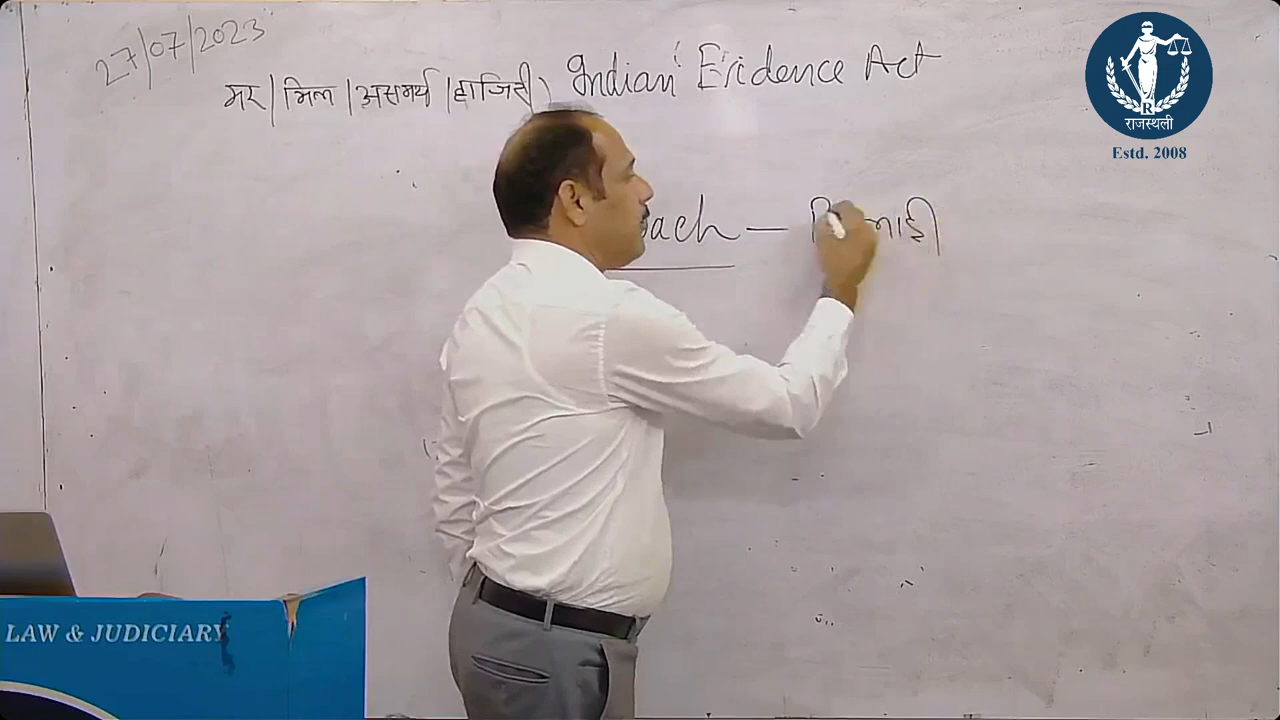 27/07/2023
मर/मिल/असमर्थ/हाजिरी) Indian Evidence Act
ach —
राजस्थली
Estd. 2008
LAW & JUDICIARY